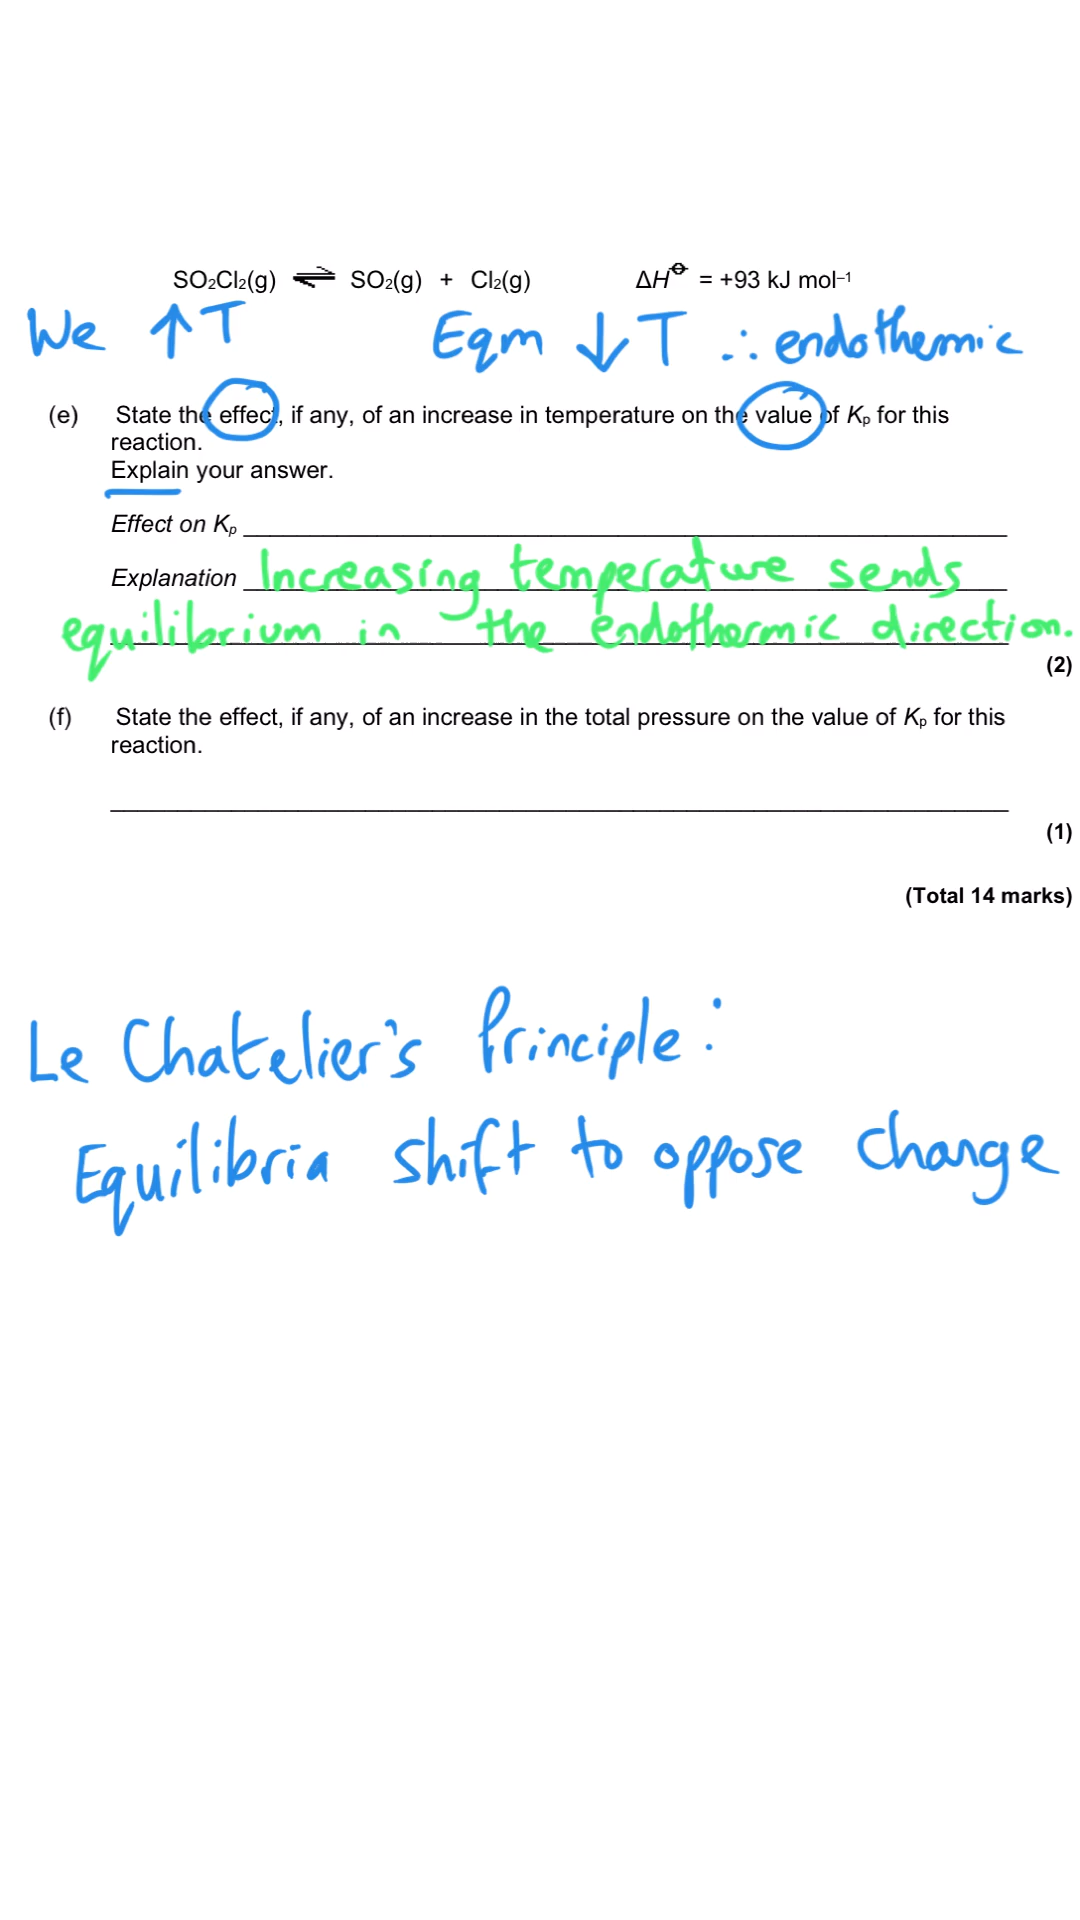 SO₂Cl₂(g) ⇌ SO₂(g) + Cl₂(g) ΔH⦵ = +93 kJ mol⁻¹
We ↑ T Eqm ↓ T ∴ endothermic
(e) State the effect, if any, of an increase in temperature on the value of Kₚ for this
reaction.
Explain your answer.
Effect on Kₚ
Explanation Increasing temperature sends
equilibrium in the endothermic direction.
(2)
(f) State the effect, if any, of an increase in the total pressure on the value of Kₚ for this
reaction.
(1)
(Total 14 marks)
Le Chatelier's Principle:
Equilibria shift to oppose change